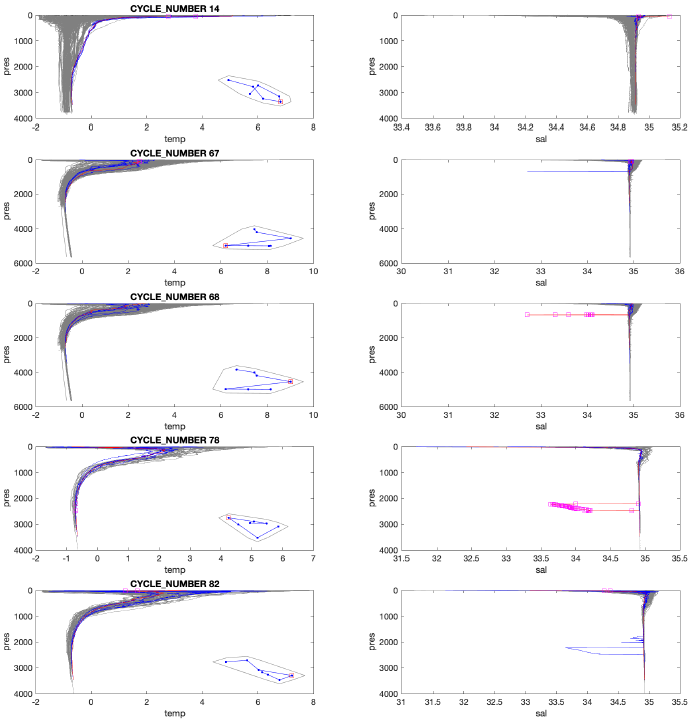 CYCLE_NUMBER 14
0
1000
2000
3000
4000
pres
-2 0 2 4 6 8
temp
0
1000
2000
3000
4000
pres
33.4 33.6 33.8 34 34.2 34.4 34.6 34.8 35 35.2
sal
CYCLE_NUMBER 67
0
2000
4000
6000
pres
-2 0 2 4 6 8 10
temp
0
2000
4000
6000
pres
30 31 32 33 34 35 36
sal
CYCLE_NUMBER 68
0
2000
4000
6000
pres
-2 0 2 4 6 8 10
temp
0
2000
4000
6000
pres
30 31 32 33 34 35 36
sal
CYCLE_NUMBER 78
0
1000
2000
3000
4000
pres
-2 -1 0 1 2 3 4 5 6 7
temp
0
1000
2000
3000
4000
pres
31.5 32 32.5 33 33.5 34 34.5 35 35.5
sal
CYCLE_NUMBER 82
0
1000
2000
3000
4000
pres
-2 0 2 4 6 8
temp
0
1000
2000
3000
4000
pres
31 31.5 32 32.5 33 33.5 34 34.5 35 35.5
sal